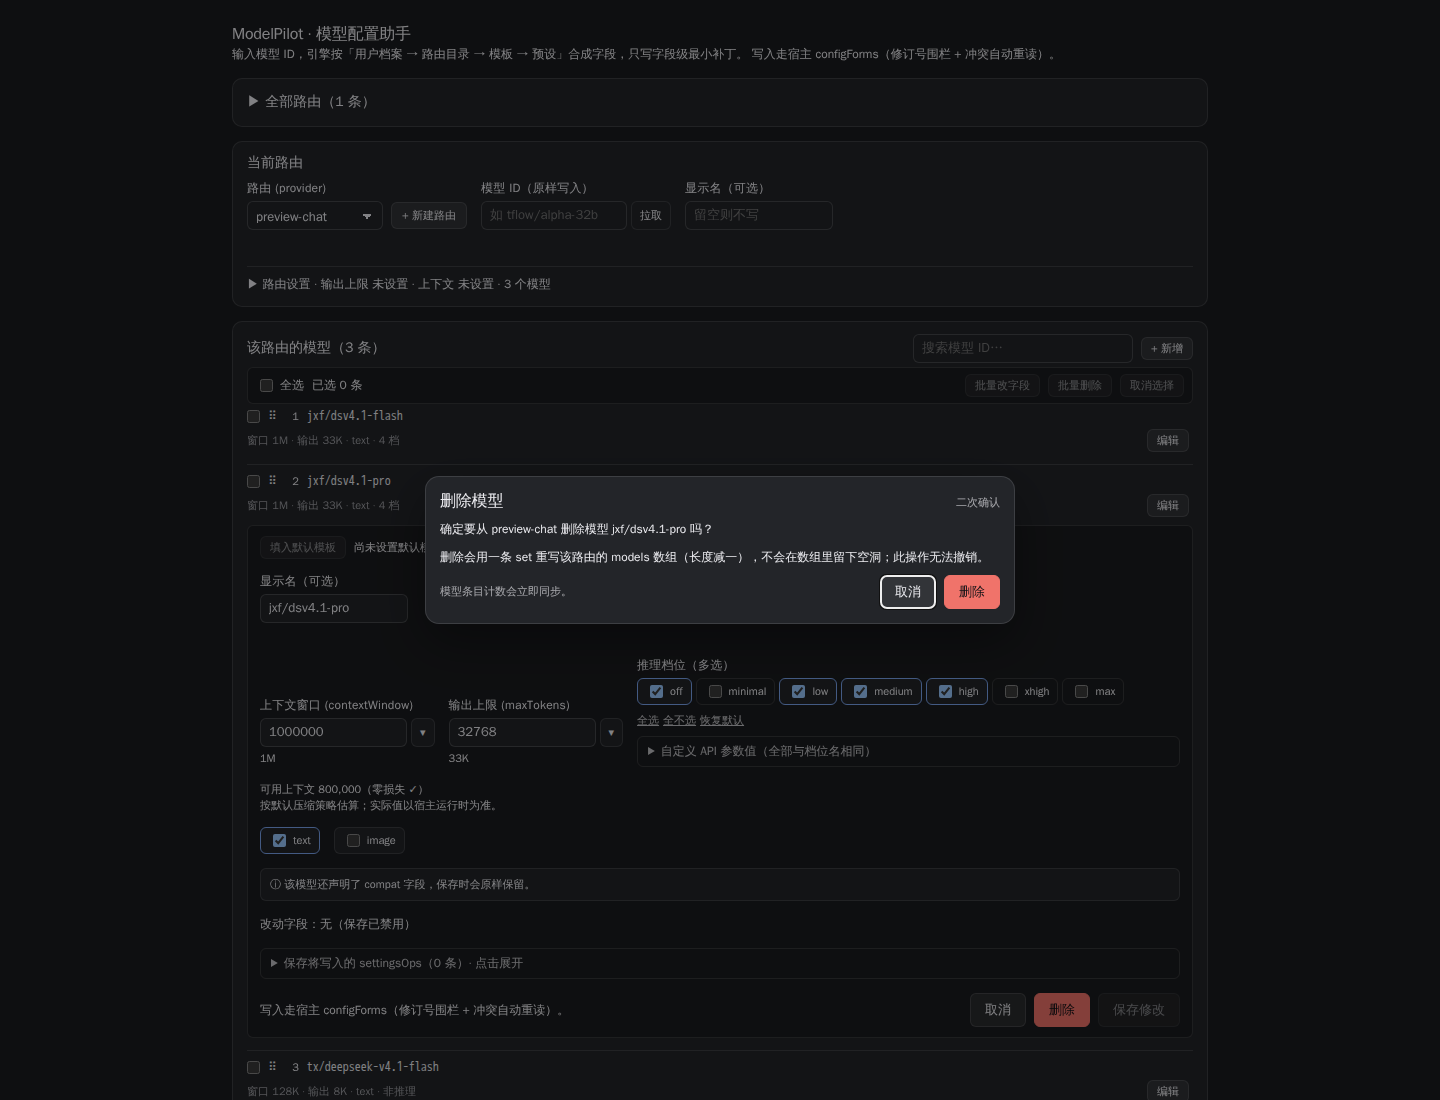 ModelPilot · 模型配置助手
输入模型 ID，引擎按「用户档案 → 路由目录 → 模板 → 预设」合成字段，只写字段级最小补丁。 写入走宿主 configForms（修订号围栏 + 冲突自动重读）。
▶ 全部路由（1 条）
当前路由
路由 (provider) 模型 ID（原样写入） 显示名（可选）
preview-chat + 新建路由 如 tflow/alpha-32b 拉取 留空则不写
▶ 路由设置 · 输出上限 未设置 · 上下文 未设置 · 3 个模型
该路由的模型（3 条） 搜索模型 ID… + 新增
全选 已选 0 条 批量改字段 批量删除 取消选择
1 jxf/dsv4.1-flash
窗口 1M · 输出 33K · text · 4 档 编辑
2 jxf/dsv4.1-pro
窗口 1M · 输出 33K · text · 4 档 编辑
删除模型 二次确认
确定要从 preview-chat 删除模型 jxf/dsv4.1-pro 吗？
删除会用一条 set 重写该路由的 models 数组（长度减一），不会在数组里留下空洞；此操作无法撤销。
模型条目计数会立即同步。 取消 删除
填入默认模板 尚未设置默认
显示名（可选）
jxf/dsv4.1-pro
推理档位（多选）
off minimal low medium high xhigh max
全选 全不选 恢复默认
▶ 自定义 API 参数值（全部与档位名相同）
上下文窗口 (contextWindow) 输出上限 (maxTokens)
1000000 ▾ 32768 ▾
1M 33K
可用上下文 800,000（零损失 ✓）
按默认压缩策略估算；实际值以宿主运行时为准。
text image
ⓘ 该模型还声明了 compat 字段，保存时会原样保留。
改动字段：无（保存已禁用）
▶ 保存将写入的 settingsOps（0 条）· 点击展开
写入走宿主 configForms（修订号围栏 + 冲突自动重读）。 取消 删除 保存修改
3 tx/deepseek-v4.1-flash
窗口 128K · 输出 8K · text · 非推理 编辑